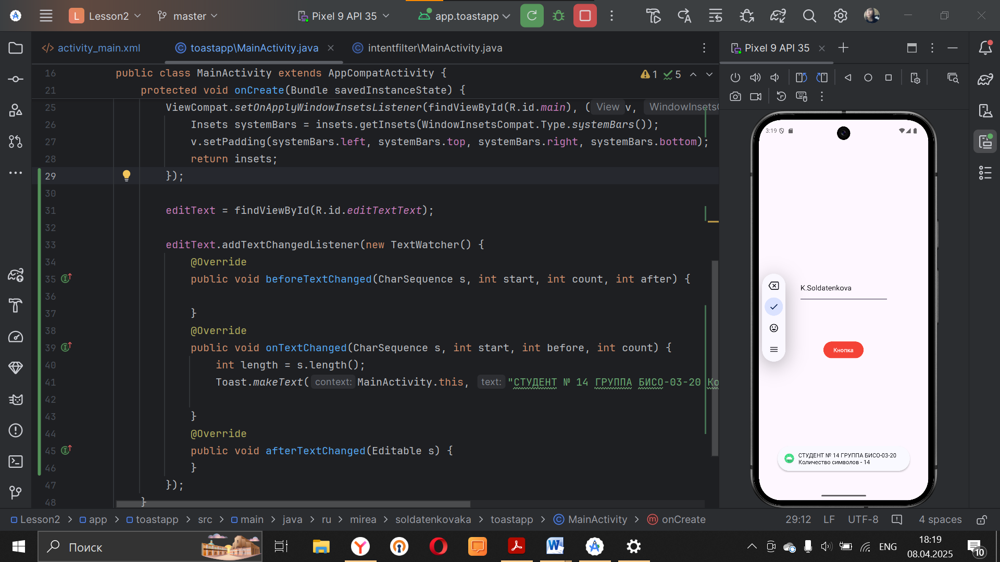 L Lesson2 master Pixel 9 API 35 app.toastapp
activity_main.xml toastapp\MainActivity.java intentfilter\MainActivity.java Pixel 9 API 35
16 public class MainActivity extends AppCompatActivity { 1 5
21 protected void onCreate(Bundle savedInstanceState) {
25 ViewCompat.setOnApplyWindowInsetsListener(findViewById(R.id.main), ( View v, WindowInsetsC
26 Insets systemBars = insets.getInsets(WindowInsetsCompat.Type.systemBars());
27 v.setPadding(systemBars.left, systemBars.top, systemBars.right, systemBars.bottom);
28 return insets;
29 });
30
31 editText = findViewById(R.id.editTextText);
32
33 editText.addTextChangedListener(new TextWatcher() {
34 @Override
35 public void beforeTextChanged(CharSequence s, int start, int count, int after) {
36
37 }
38 @Override
39 public void onTextChanged(CharSequence s, int start, int before, int count) {
40 int length = s.length();
41 Toast.makeText( context: MainActivity.this, text: "СТУДЕНТ № 14 ГРУППА БИСО-03-20 Ко
42
43 }
44 @Override
45 public void afterTextChanged(Editable s) {
46 }
47 });
48 }
3:19
K.Soldatenkova
Кнопка
СТУДЕНТ № 14 ГРУППА БИСО-03-20
Количество символов - 14
Lesson2 > app > toastapp > src > main > java > ru > mirea > soldatenkovaka > toastapp > MainActivity > onCreate 29:12 LF UTF-8 4 spaces
Поиск
ENG
18:19
08.04.2025
10